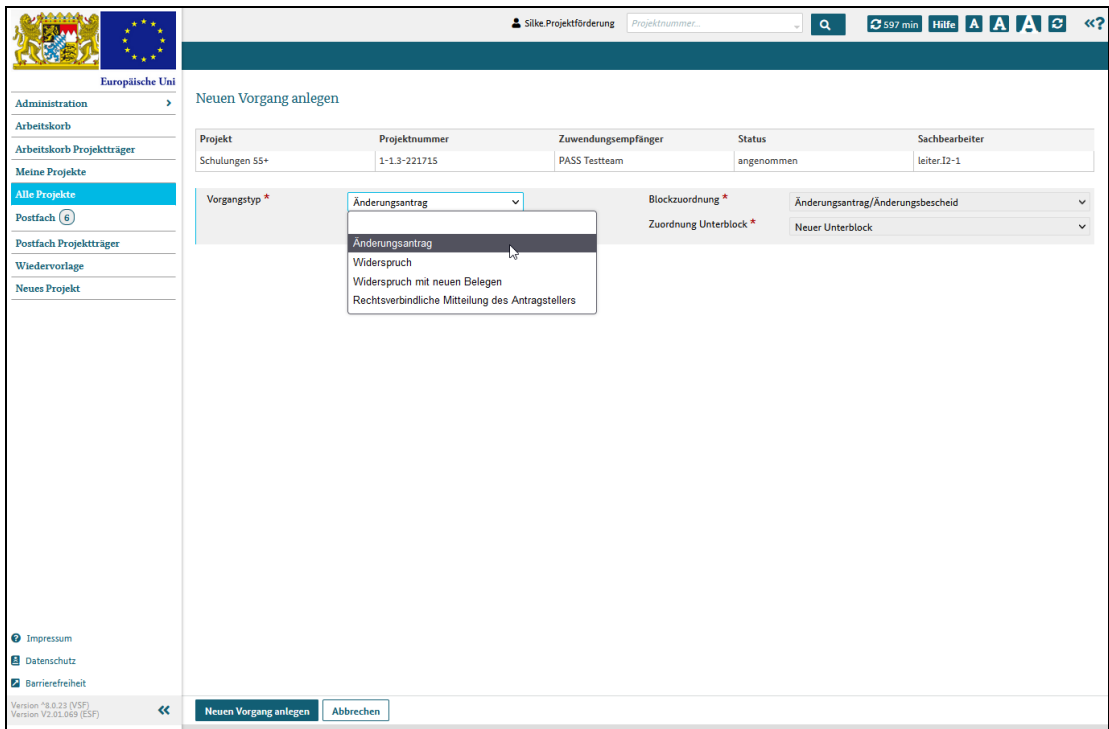 Silke.Projektförderung Projektnummer... 597 min Hilfe A A A «?
Europäische Uni
Administration
Arbeitskorb
Arbeitskorb Projektträger
Meine Projekte
Alle Projekte
Postfach 6
Postfach Projektträger
Wiedervorlage
Neues Projekt
Neuen Vorgang anlegen
Projekt Projektnummer Zuwendungsempfänger Status Sachbearbeiter
Schulungen 55+ 1-1.3-221715 PASS Testteam angenommen leiter.I2-1
Vorgangstyp * Änderungsantrag Blockzuordnung * Änderungsantrag/Änderungsbescheid
Zuordnung Unterblock * Neuer Unterblock
Änderungsantrag
Widerspruch
Widerspruch mit neuen Belegen
Rechtsverbindliche Mitteilung des Antragstellers
Impressum
Datenschutz
Barrierefreiheit
Version ^8.0.23 (VSF)
Version V2.01.069 (ESF)
Neuen Vorgang anlegen Abbrechen